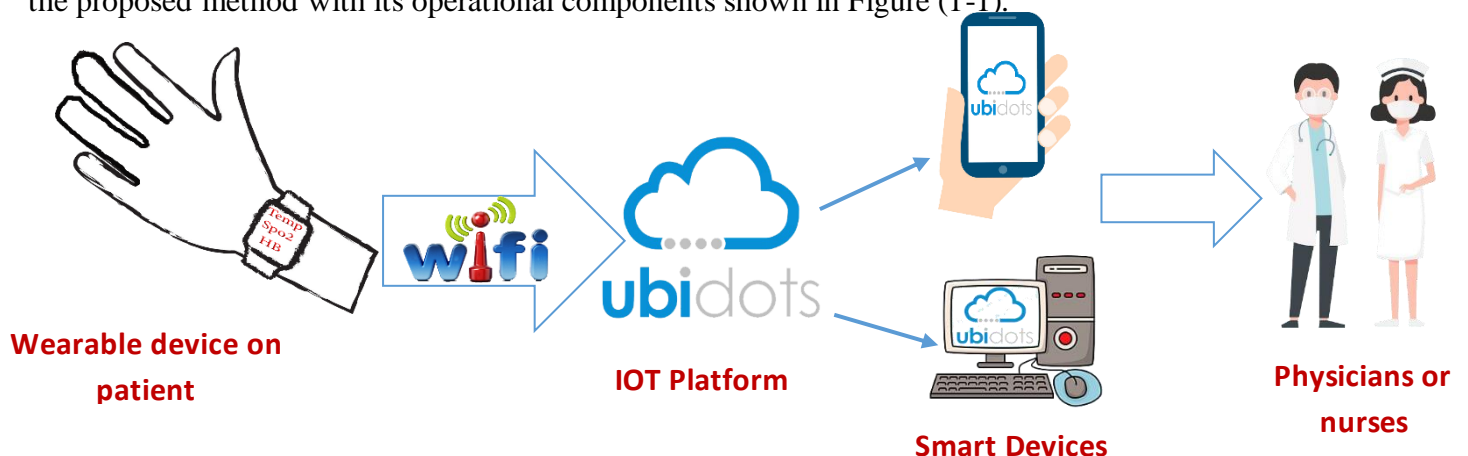 the proposed method with its operational components shown in Figure (1-1).
ubidots
Temp
Spo2
HB
wifi
ubidots
ubidots
Wearable device on
patient
IOT Platform
Smart Devices
Physicians or
nurses